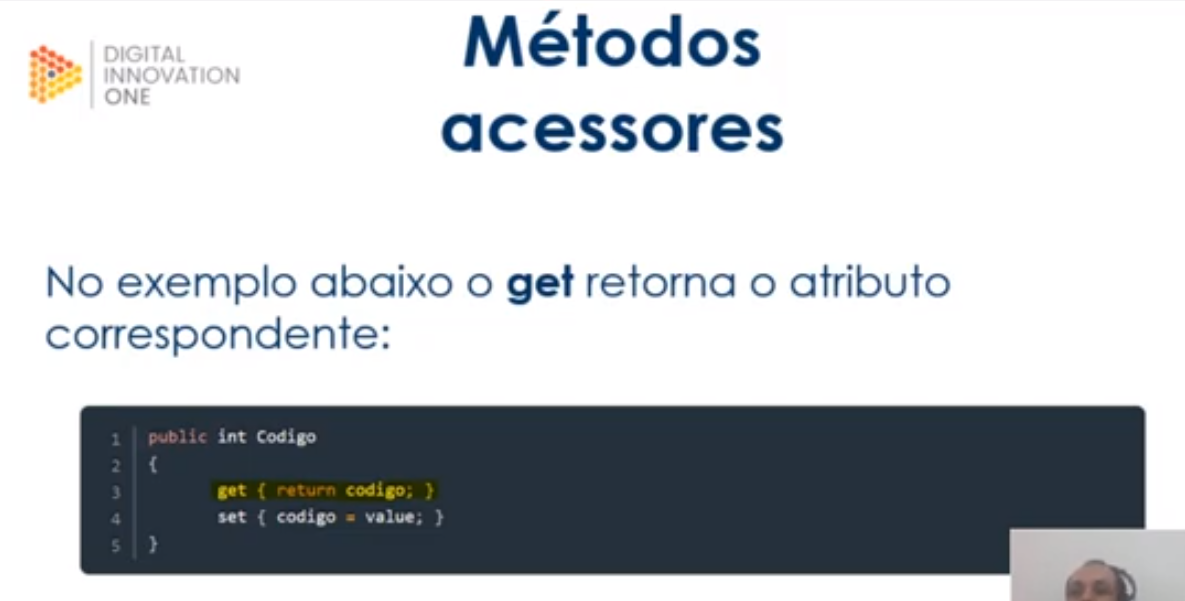 DIGITAL
INNOVATION
ONE
Métodos
acessores
No exemplo abaixo o get retorna o atributo
correspondente:
1 public int Codigo
2 {
3 get { return codigo; }
4 set { codigo = value; }
5 }